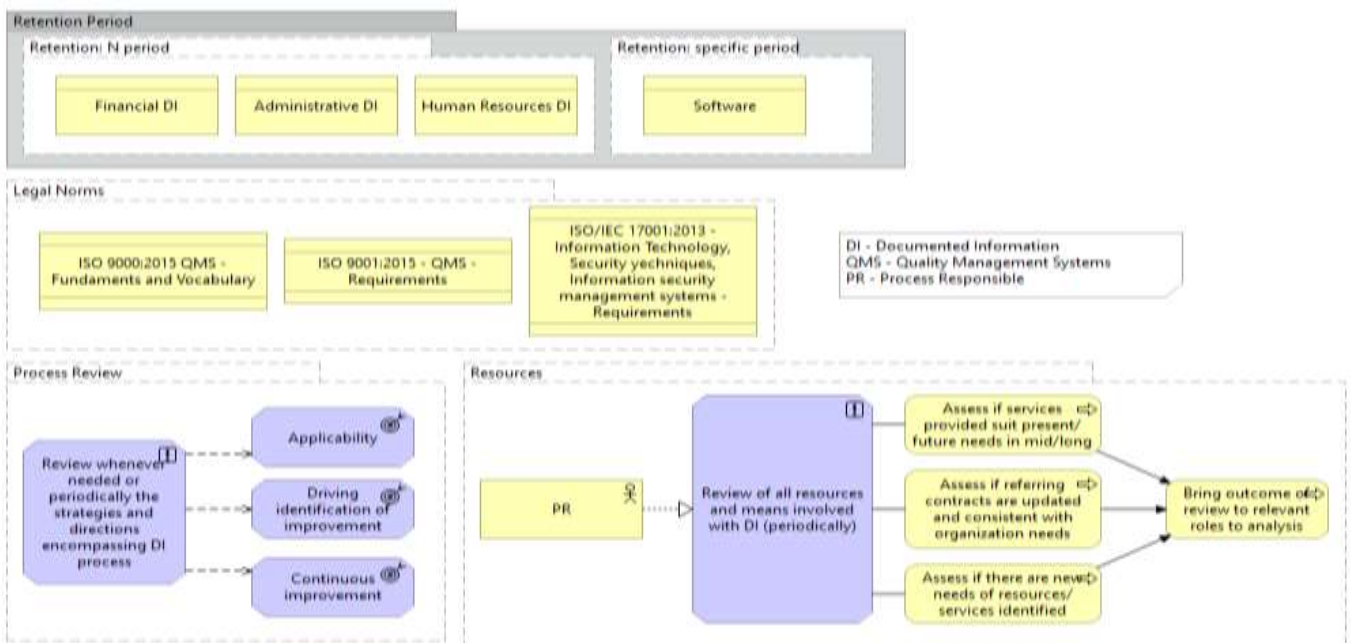 Retention Period
Retention: N period
Retention: specific period
Financial DI
Administrative DI
Human Resources DI
Software
Legal Norms
ISO 9000:2015 QMS -
Fundaments and Vocabulary
ISO 9001:2015 - QMS -
Requirements
ISO/IEC 17001:2013 -
Information Technology,
Security yechniques,
Information security
management systems -
Requirements
DI - Documented Information
QMS - Quality Management Systems
PR - Process Responsible
Process Review
Review whenever
needed or
periodically the
strategies and
directions
encompassing DI
process
Applicability
Driving
identification of
improvement
Continuous
improvement
Resources
PR
Review of all resources
and means involved
with DI (periodically)
Assess if services
provided suit present/
future needs in mid/long
Assess if referring
contracts are updated
and consistent with
organization needs
Assess if there are new
needs of resources/
services identified
Bring outcome of
review to relevant
roles to analysis